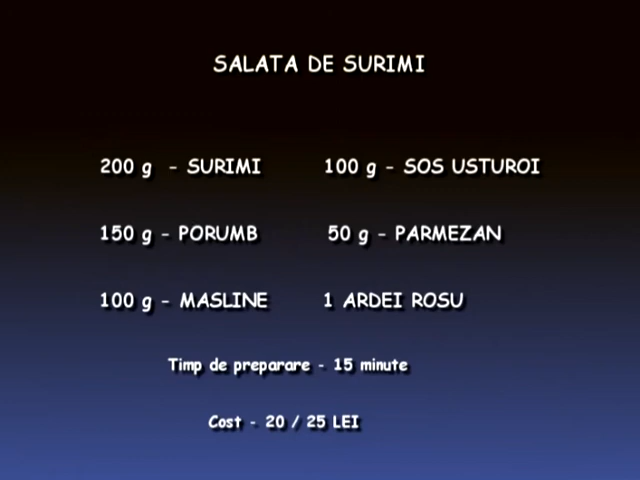 SALATA DE SURIMI
200 g - SURIMI 100 g - SOS USTUROI
150 g - PORUMB 50 g - PARMEZAN
100 g - MASLINE 1 ARDEI ROSU
Timp de preparare - 15 minute
Cost - 20 / 25 LEI